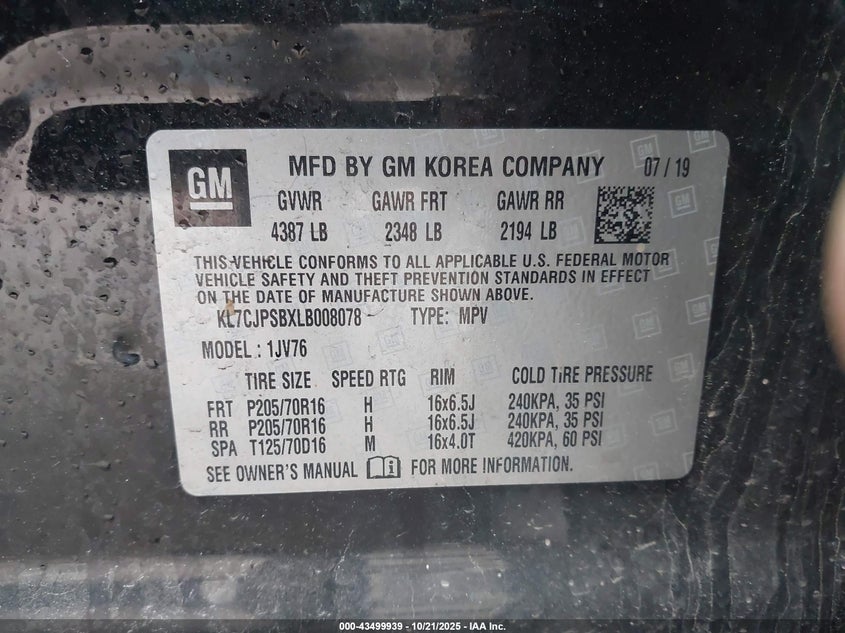 GM
MFD BY GM KOREA COMPANY 07 / 19
GVWR GAWR FRT GAWR RR
4387 LB 2348 LB 2194 LB
THIS VEHICLE CONFORMS TO ALL APPLICABLE U.S. FEDERAL MOTOR
VEHICLE SAFETY AND THEFT PREVENTION STANDARDS IN EFFECT
ON THE DATE OF MANUFACTURE SHOWN ABOVE.
KL7CJPSBXLB008078 TYPE: MPV
MODEL : 1JV76
TIRE SIZE SPEED RTG RIM COLD TIRE PRESSURE
FRT P205/70R16 H 16x6.5J 240KPA, 35 PSI
RR P205/70R16 H 16x6.5J 240KPA, 35 PSI
SPA T125/70D16 M 16x4.0T 420KPA, 60 PSI
SEE OWNER'S MANUAL FOR MORE INFORMATION.
000-43499939 - 10/21/2025 - IAA Inc.